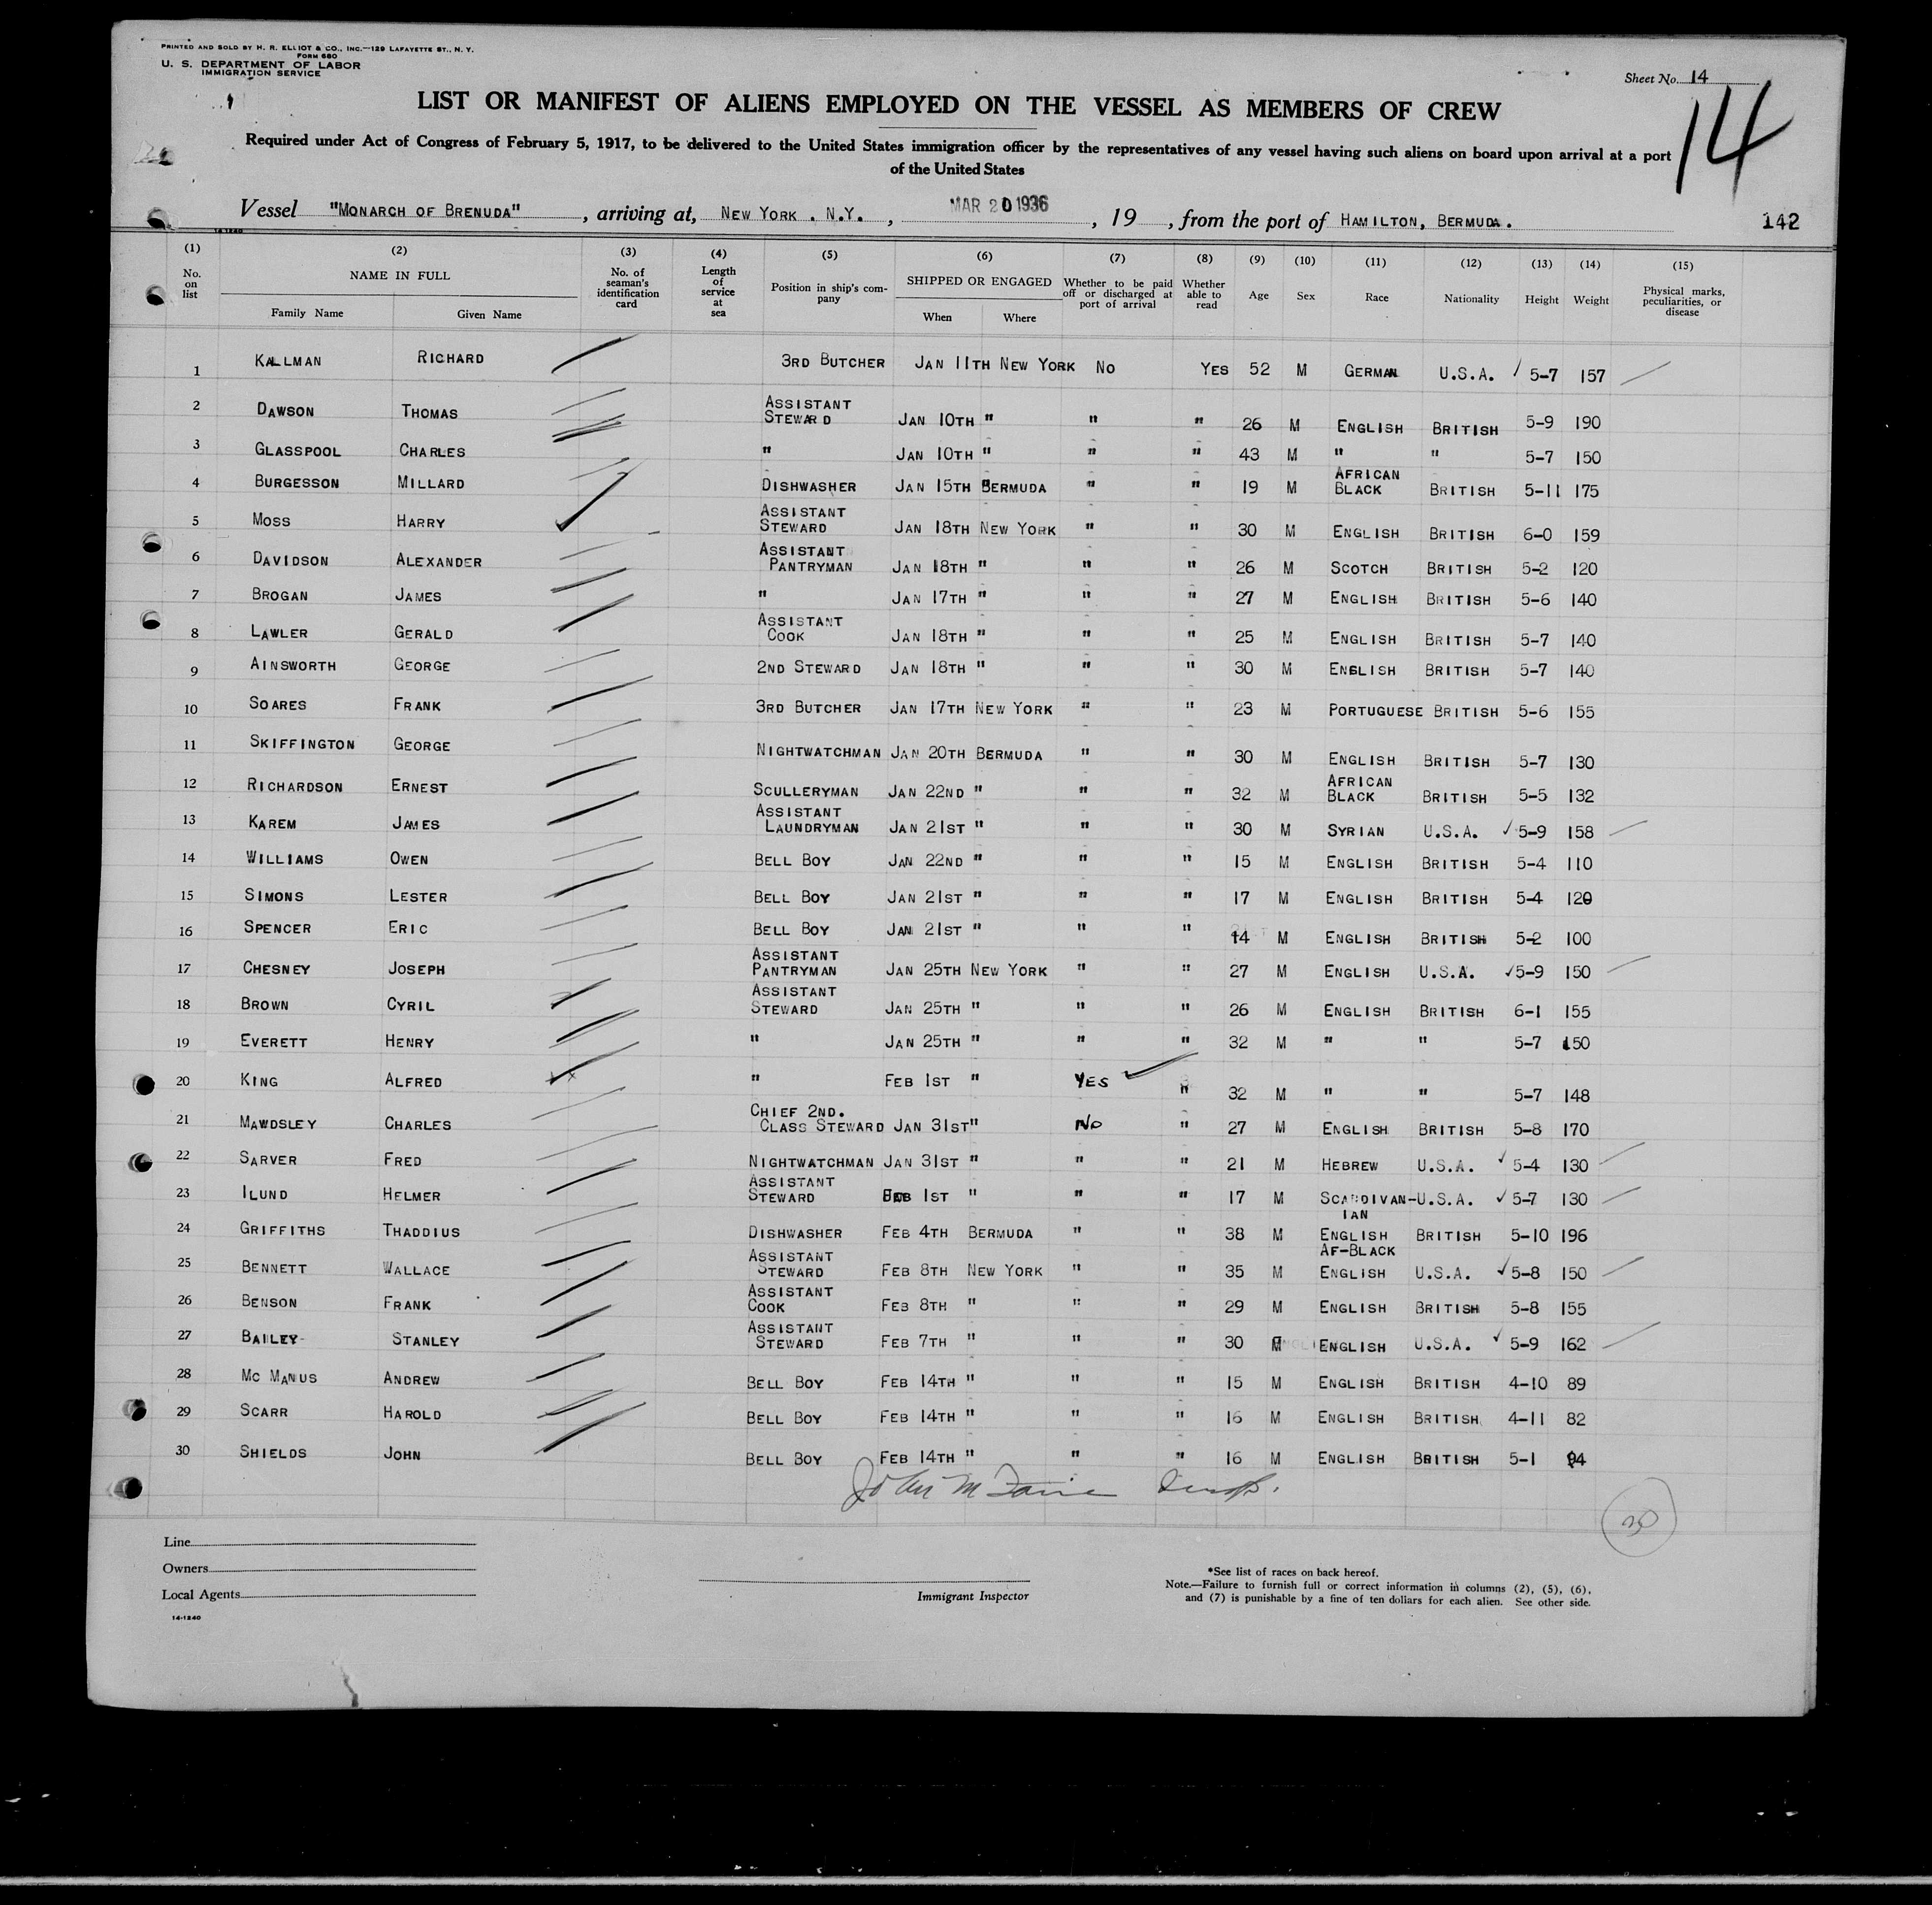 PRINTED AND SOLD BY H. R. ELLIOT & CO., INC.—129 LAFAYETTE ST., N. Y.
FORM 680
U. S. DEPARTMENT OF LABOR
IMMIGRATION SERVICE
Sheet No. 14
14
LIST OR MANIFEST OF ALIENS EMPLOYED ON THE VESSEL AS MEMBERS OF CREW
Required under Act of Congress of February 5, 1917, to be delivered to the United States immigration officer by the representatives of any vessel having such aliens on board upon arrival at a port
of the United States
Vessel "MONARCH OF BRENUDA", arriving at, NEW YORK . N.Y. , MAR 20 1936, 19 , from the port of HAMILTON, BERMUDA. 142
14-1240
(1) (2) (3) (4) (5) (6) (7) (8) (9) (10) (11) (12) (13) (14) (15)
No. on list NAME IN FULL Family Name Given Name No. of seaman's identification card Length of service at sea Position in ship's company SHIPPED OR ENGAGED When Where Whether to be paid off or discharged at port of arrival Whether able to read Age Sex Race Nationality Height Weight Physical marks, peculiarities, or disease
1 KALLMAN RICHARD 3RD BUTCHER JAN 11TH NEW YORK NO YES 52 M GERMAN U.S.A. ✓ 5-7 157
2 DAWSON THOMAS ASSISTANT STEWARD JAN 10TH " " " 26 M ENGLISH BRITISH 5-9 190
3 GLASSPOOL CHARLES " JAN 10TH " " " 43 M " " 5-7 150
4 BURGESSON MILLARD DISHWASHER JAN 15TH BERMUDA " " 19 M AFRICAN BLACK BRITISH 5-11 175
5 MOSS HARRY ASSISTANT STEWARD JAN 18TH NEW YORK " " 30 M ENGLISH BRITISH 6-0 159
6 DAVIDSON ALEXANDER ASSISTANT PANTRYMAN JAN 18TH " " " 26 M SCOTCH BRITISH 5-2 120
7 BROGAN JAMES " JAN 17TH " " " 27 M ENGLISH BRITISH 5-6 140
8 LAWLER GERALD ASSISTANT COOK JAN 18TH " " " 25 M ENGLISH BRITISH 5-7 140
9 AINSWORTH GEORGE 2ND STEWARD JAN 18TH " " " 30 M ENGLISH BRITISH 5-7 140
10 SOARES FRANK 3RD BUTCHER JAN 17TH NEW YORK " " 23 M PORTUGUESE BRITISH 5-6 155
11 SKIFFINGTON GEORGE NIGHTWATCHMAN JAN 20TH BERMUDA " " 30 M ENGLISH BRITISH 5-7 130
12 RICHARDSON ERNEST SCULLERYMAN JAN 22ND " " " 32 M AFRICAN BLACK BRITISH 5-5 132
13 KAREM JAMES ASSISTANT LAUNDRYMAN JAN 21ST " " " 30 M SYRIAN U.S.A. ✓ 5-9 158
14 WILLIAMS OWEN BELL BOY JAN 22ND " " " 15 M ENGLISH BRITISH 5-4 110
15 SIMONS LESTER BELL BOY JAN 21ST " " " 17 M ENGLISH BRITISH 5-4 120
16 SPENCER ERIC BELL BOY JAN 21ST " " " 14 M ENGLISH BRITISH 5-2 100
17 CHESNEY JOSEPH ASSISTANT PANTRYMAN JAN 25TH NEW YORK " " 27 M ENGLISH U.S.A. ✓ 5-9 150
18 BROWN CYRIL ASSISTANT STEWARD JAN 25TH " " " 26 M ENGLISH BRITISH 6-1 155
19 EVERETT HENRY " JAN 25TH " " " 32 M " " 5-7 150
20 KING ALFRED " FEB 1ST " YES ✓ " 32 M " " 5-7 148
21 MAWDSLEY CHARLES CHIEF 2ND. CLASS STEWARD JAN 31ST " NO " 27 M ENGLISH BRITISH 5-8 170
22 SARVER FRED NIGHTWATCHMAN JAN 31ST " " " 21 M HEBREW U.S.A. ✓ 5-4 130
23 ILUND HELMER ASSISTANT STEWARD FEB 1ST " " " 17 M SCANDIVAN-IAN U.S.A. ✓ 5-7 130
24 GRIFFITHS THADDIUS DISHWASHER FEB 4TH BERMUDA " " 38 M ENGLISH AF-BLACK BRITISH 5-10 196
25 BENNETT WALLACE ASSISTANT STEWARD FEB 8TH NEW YORK " " 35 M ENGLISH U.S.A. ✓ 5-8 150
26 BENSON FRANK ASSISTANT COOK FEB 8TH " " " 29 M ENGLISH BRITISH 5-8 155
27 BAILEY STANLEY ASSISTANT STEWARD FEB 7TH " " " 30 M ENGLISH U.S.A. ✓ 5-9 162
28 MC MANUS ANDREW BELL BOY FEB 14TH " " " 15 M ENGLISH BRITISH 4-10 89
29 SCARR HAROLD BELL BOY FEB 14TH " " " 16 M ENGLISH BRITISH 4-11 82
30 SHIELDS JOHN BELL BOY FEB 14TH " " " 16 M ENGLISH BRITISH 5-1 94
John M
Line
Owners
Local Agents
14-1240
Immigrant Inspector
*See list of races on back hereof.
Note.—Failure to furnish full or correct information in columns (2), (5), (6),
and (7) is punishable by a fine of ten dollars for each alien. See other side.